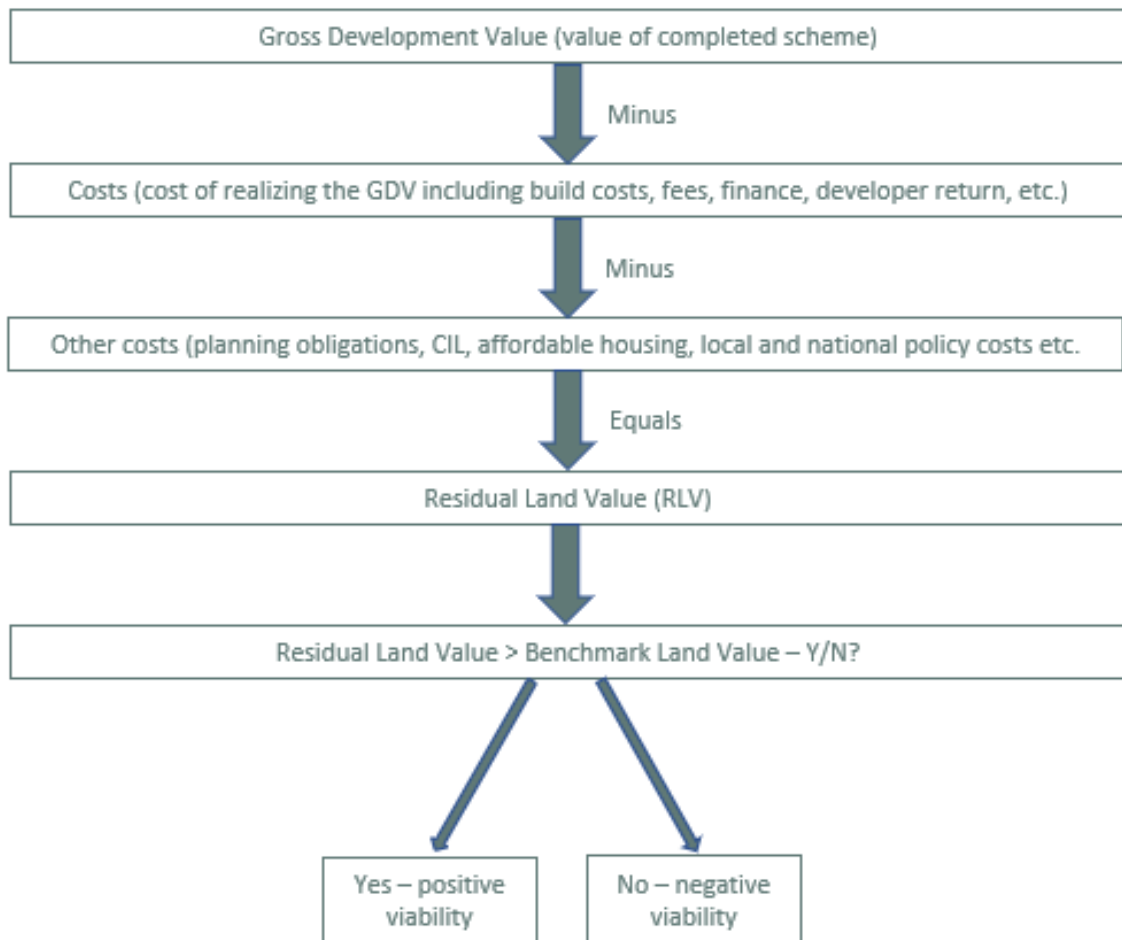 Gross Development Value (value of completed scheme)
Minus
Costs (cost of realizing the GDV including build costs, fees, finance, developer return, etc.)
Minus
Other costs (planning obligations, CIL, affordable housing, local and national policy costs etc.
Equals
Residual Land Value (RLV)
Residual Land Value > Benchmark Land Value – Y/N?
Yes – positive
viability
No – negative
viability